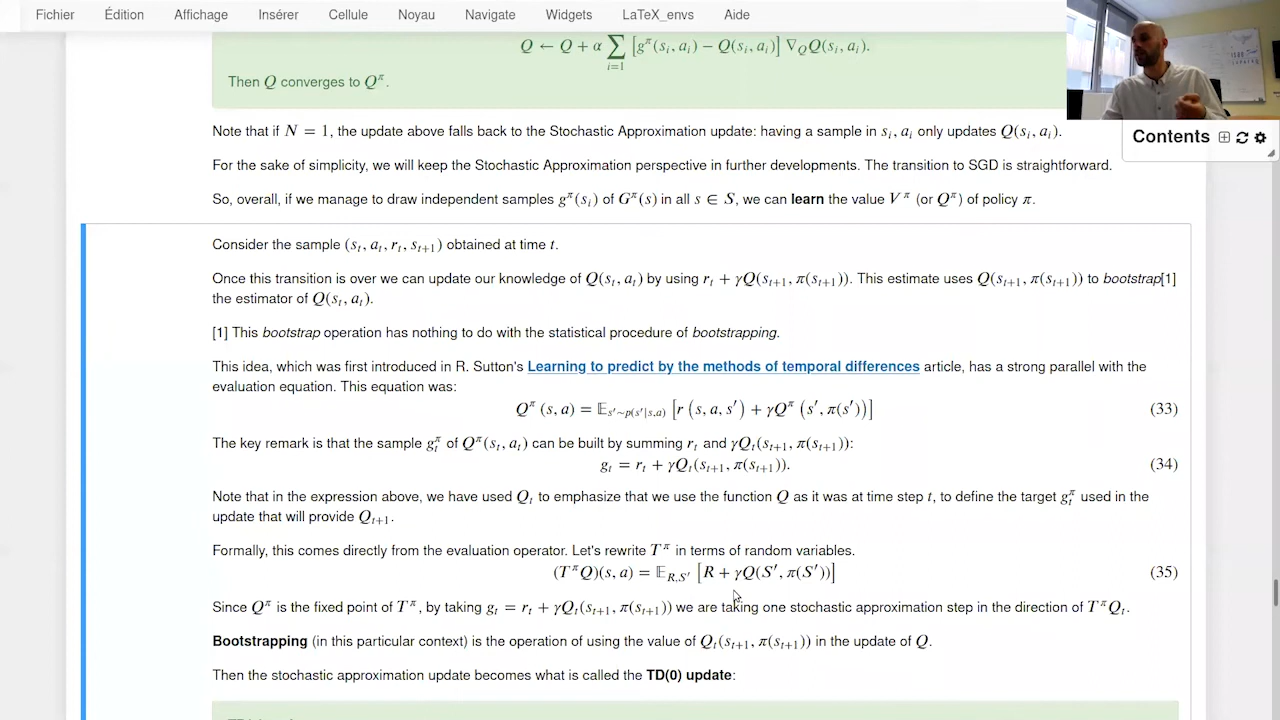 Fichier Édition Affichage Insérer Cellule Noyau Navigate Widgets LaTeX_envs Aide
Q ← Q + α ∑_{i=1} [g^π(s_i, a_i) − Q(s_i, a_i)] ∇_Q Q(s_i, a_i).
Then Q converges to Q^π.
Contents
Note that if N = 1, the update above falls back to the Stochastic Approximation update: having a sample in s_i, a_i only updates Q(s_i, a_i).
For the sake of simplicity, we will keep the Stochastic Approximation perspective in further developments. The transition to SGD is straightforward.
So, overall, if we manage to draw independent samples g^π(s_i) of G^π(s) in all s ∈ S, we can learn the value V^π (or Q^π) of policy π.
Consider the sample (s_t, a_t, r_t, s_{t+1}) obtained at time t.
Once this transition is over we can update our knowledge of Q(s_t, a_t) by using r_t + γQ(s_{t+1}, π(s_{t+1})). This estimate uses Q(s_{t+1}, π(s_{t+1})) to bootstrap[1]
the estimator of Q(s_t, a_t).
[1] This bootstrap operation has nothing to do with the statistical procedure of bootstrapping.
This idea, which was first introduced in R. Sutton's Learning to predict by the methods of temporal differences article, has a strong parallel with the
evaluation equation. This equation was:
Q^π (s, a) = 𝔼_{s'∼p(s'|s,a)} [r (s, a, s') + γQ^π (s', π(s'))] (33)
The key remark is that the sample g_t^π of Q^π(s_t, a_t) can be built by summing r_t and γQ_t(s_{t+1}, π(s_{t+1})):
g_t = r_t + γQ_t(s_{t+1}, π(s_{t+1})). (34)
Note that in the expression above, we have used Q_t to emphasize that we use the function Q as it was at time step t, to define the target g_t^π used in the
update that will provide Q_{t+1}.
Formally, this comes directly from the evaluation operator. Let's rewrite T^π in terms of random variables.
(T^π Q)(s, a) = 𝔼_{R,S'} [R + γQ(S', π(S'))] (35)
Since Q^π is the fixed point of T^π, by taking g_t = r_t + γQ_t(s_{t+1}, π(s_{t+1})) we are taking one stochastic approximation step in the direction of T^π Q_t.
Bootstrapping (in this particular context) is the operation of using the value of Q_t(s_{t+1}, π(s_{t+1})) in the update of Q.
Then the stochastic approximation update becomes what is called the TD(0) update: